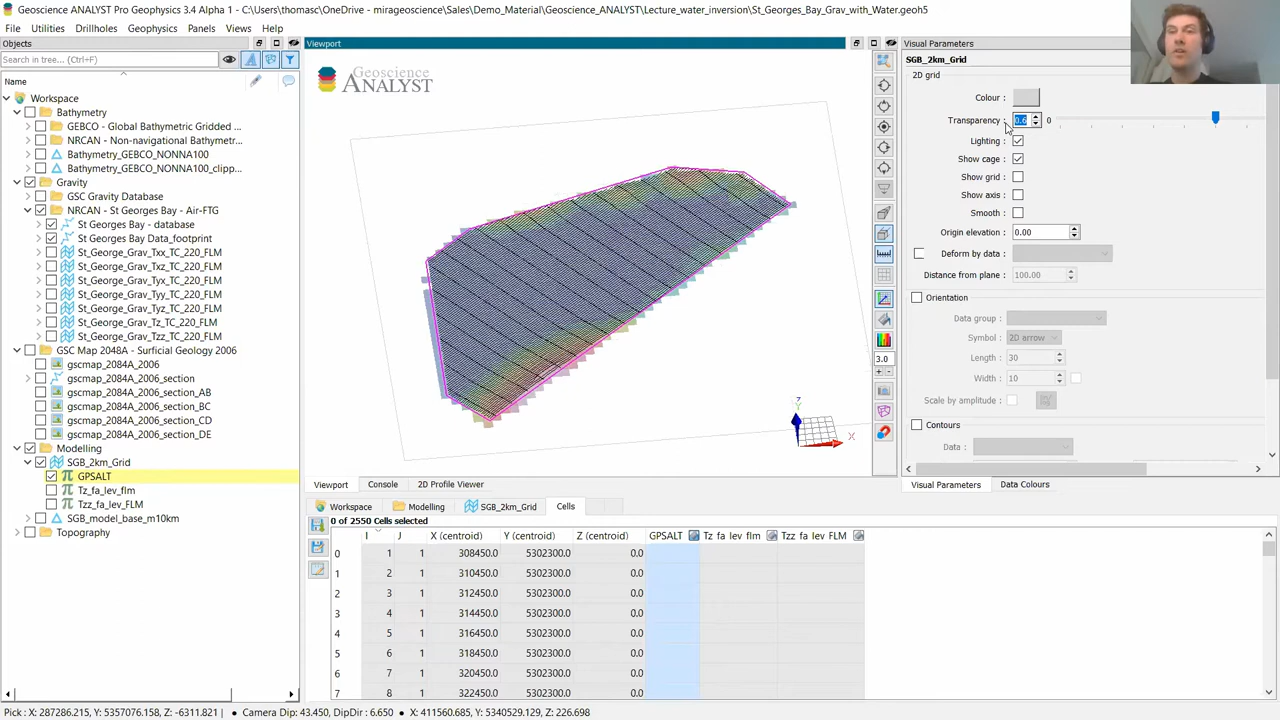 Geoscience ANALYST Pro Geophysics 3.4 Alpha 1 - C:\Users\thomasc\OneDrive - mirageoscience\Sales\Demo_Material\Geoscience_ANALYST\Lecture_water_inversion\St_Georges_Bay_Grav_with_Water.geoh5
File Utilities Drillholes Geophysics Panels Views Help
Objects
Viewport
Visual Parameters
Search in tree... (Ctrl+F)
SGB_2km_Grid
Name
2D grid
Geoscience
ANALYST
Workspace
Colour :
Bathymetry
Transparency : 0.6 0
GEBCO - Global Bathymetric Gridded ...
NRCAN - Non-navigational Bathymetry ...
Lighting :
Bathymetry_GEBCO_NONNA100
Show cage :
Bathymetry_GEBCO_NONNA100_clipp...
Show grid :
Gravity
GSC Gravity Database
Show axis :
NRCAN - St Georges Bay - Air-FTG
Smooth :
St Georges Bay - database
Origin elevation : 0.00
St Georges Bay Data_footprint
St_George_Grav_Txx_TC_220_FLM
Deform by data :
St_George_Grav_Txz_TC_220_FLM
Distance from plane : 100.00
St_George_Grav_Tyy_TC_220_FLM
Orientation
St_George_Grav_Tyz_TC_220_FLM
Data group :
St_George_Grav_Tz_TC_220_FLM
St_George_Grav_Tzz_TC_220_FLM
Symbol : 2D arrow
GSC Map 2048A - Surficial Geology 2006
Length : 30
3.0
gscmap_2084A_2006
gscmap_2084A_2006_section
Width : 10
gscmap_2084A_2006_section_AB
Scale by amplitude :
gscmap_2084A_2006_section_BC
gscmap_2084A_2006_section_CD
Contours
gscmap_2084A_2006_section_DE
Z
X
Modelling
Data :
SGB_2km_Grid
GPSALT
Viewport Console 2D Profile Viewer
Visual Parameters Data Colours
Tz_fa_lev_flm
Tzz_fa_lev_FLM
Workspace Modelling SGB_2km_Grid Cells
SGB_model_base_m10km
0 of 2550 Cells selected
Topography
I J X (centroid) Y (centroid) Z (centroid) GPSALT Tz fa lev flm Tzz fa lev FLM
0 1 1 308450.0 5302300.0 0.0
1 2 1 310450.0 5302300.0 0.0
2 3 1 312450.0 5302300.0 0.0
3 4 1 314450.0 5302300.0 0.0
4 5 1 316450.0 5302300.0 0.0
5 6 1 318450.0 5302300.0 0.0
6 7 1 320450.0 5302300.0 0.0
7 8 1 322450.0 5302300.0 0.0
Pick : X: 287286.215, Y: 5357076.158, Z: -6311.821 | • Camera Dip: 43.450, DipDir : 6.650 | • X: 411560.685, Y: 5340529.129, Z: 226.698